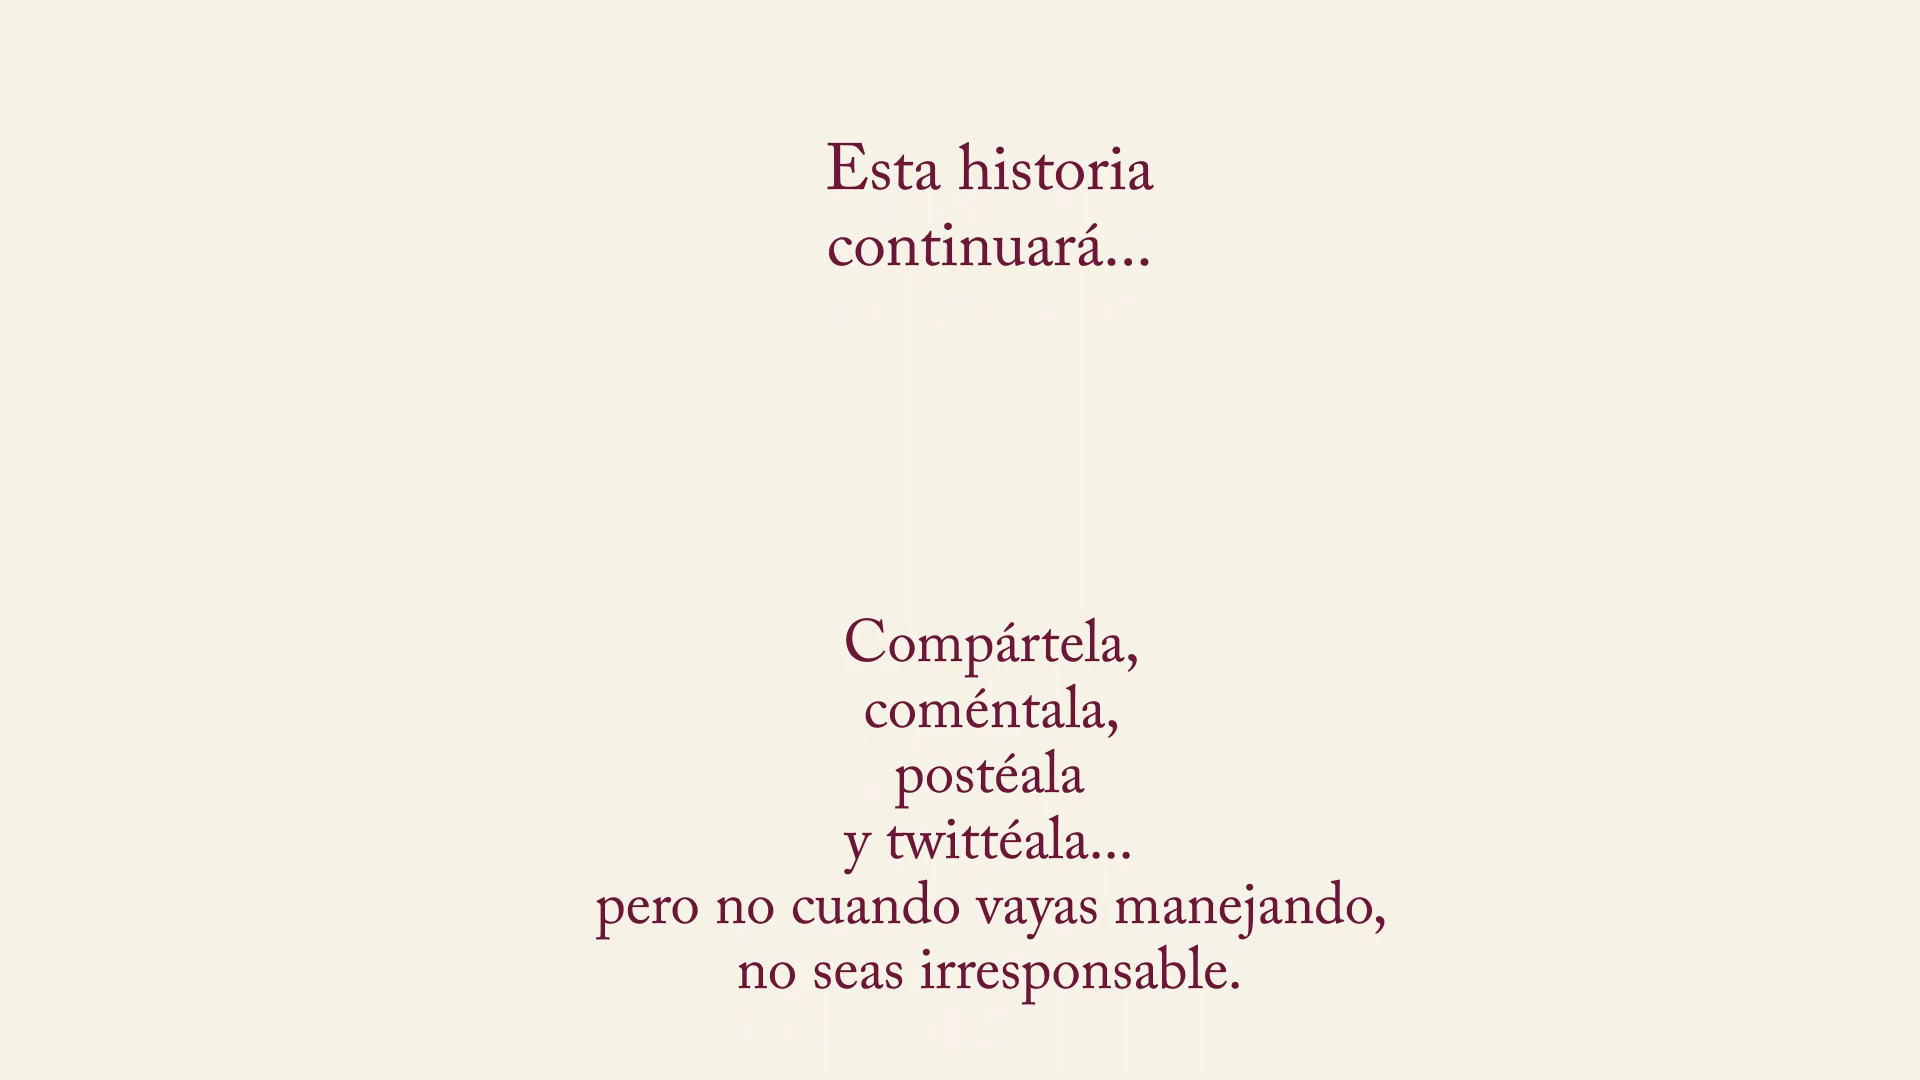 Esta historia
continuará...
Compártela,
coméntala,
postéala
y twittéala...
pero no cuando vayas manejando,
no seas irresponsable.